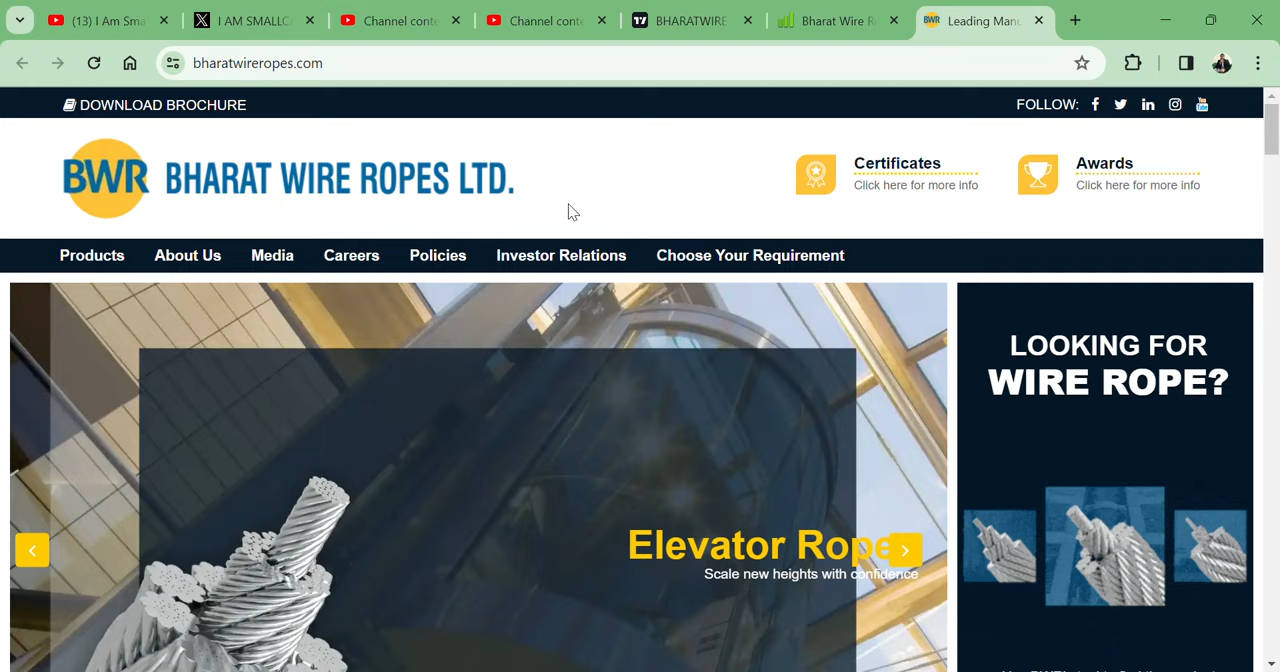 (13) I Am Sma
I AM SMALLC
Channel conte
Channel conte
BHARATWIRE
Bharat Wire R
BWR
Leading Manu
bharatwireropes.com
DOWNLOAD BROCHURE
FOLLOW:
You
Tube
BWR BHARAT WIRE ROPES LTD.
Certificates
Click here for more info
Awards
Click here for more info
Products About Us Media Careers Policies Investor Relations Choose Your Requirement
Elevator Rope
Scale new heights with confidence
LOOKING FOR
WIRE ROPE?